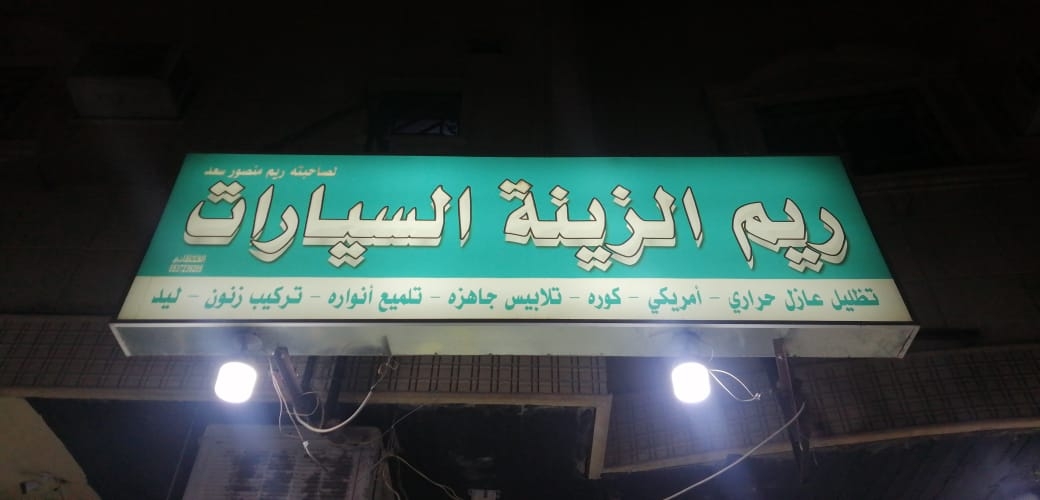 لصاحبته ريم منصور سعد
ريم الزينة السيارات
تظليل عازل حراري - أمريكي - كوره - تلابيس جاهزه - تلميع أنواره - تركيب زنون - ليد